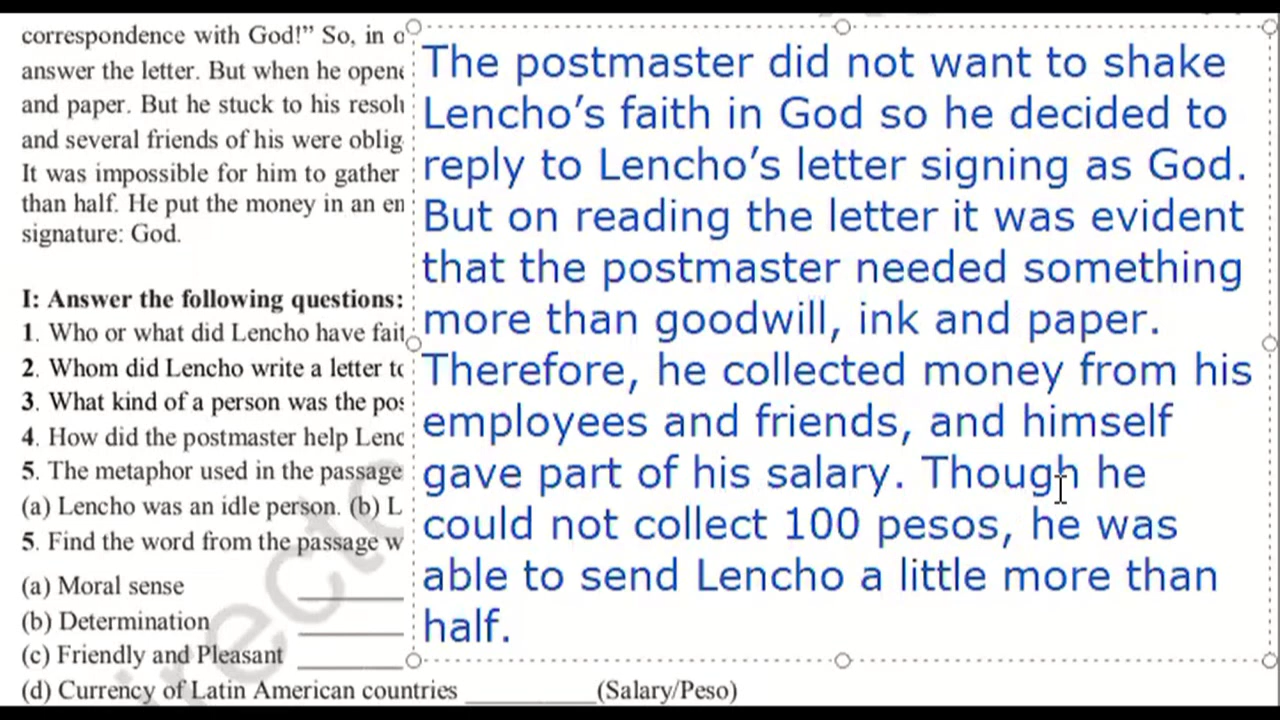 correspondence with God!” So, in o
answer the letter. But when he opene
and paper. But he stuck to his resolu
and several friends of his were oblig
It was impossible for him to gather
than half. He put the money in an en
signature: God.
I: Answer the following questions:
1. Who or what did Lencho have fait
2. Whom did Lencho write a letter to
3. What kind of a person was the pos
4. How did the postmaster help Lenc
5. The metaphor used in the passage
(a) Lencho was an idle person. (b) L
5. Find the word from the passage w
(a) Moral sense
(b) Determination
(c) Friendly and Pleasant
(d) Currency of Latin American countries __________(Salary/Peso)
The postmaster did not want to shake
Lencho’s faith in God so he decided to
reply to Lencho’s letter signing as God.
But on reading the letter it was evident
that the postmaster needed something
more than goodwill, ink and paper.
Therefore, he collected money from his
employees and friends, and himself
gave part of his salary. Though he
could not collect 100 pesos, he was
able to send Lencho a little more than
half.